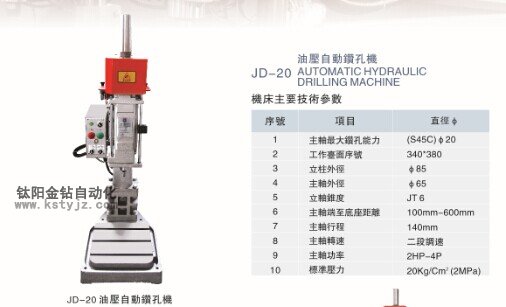 油壓自動鑽孔機
JD-20 AUTOMATIC HYDRAULIC
DRILLING MACHINE
機床主要技術參數
序號 項目 直徑 ф
1 主軸最大鑽孔能力 (S45C) ф 20
2 工作臺面序號 340*380
3 立柱外徑 ф 85
4 主軸外徑 ф 65
5 立軸錐度 JT 6
6 主軸端至底座距離 100mm-600mm
7 主軸行程 140mm
8 主軸轉速 二段調速
9 主軸功率 2HP-4P
10 標準壓力 20Kg/Cm² (2MPa)
钛阳金钻自动化
www.kstyjz.com
JD-20 油壓自動鑽孔機